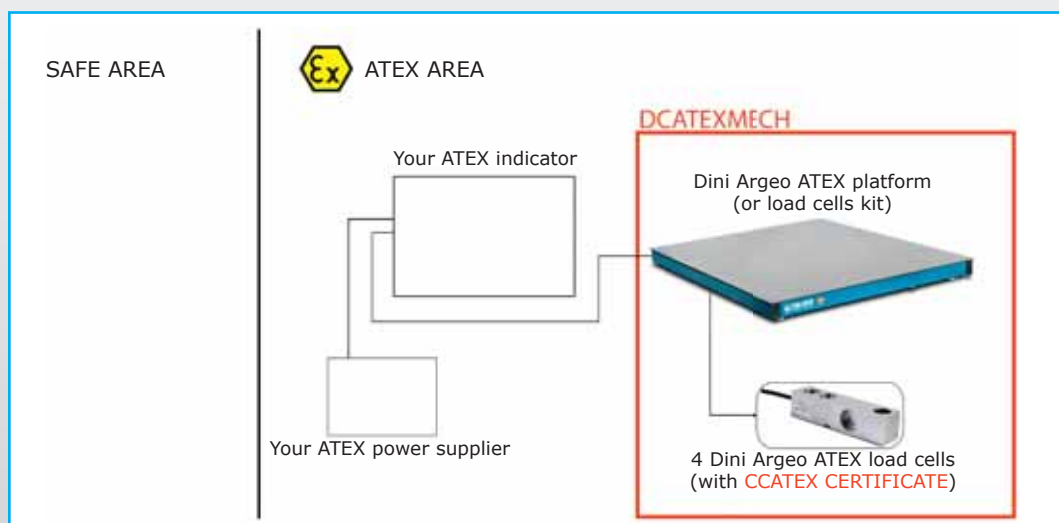 SAFE AREA
Ex
ATEX AREA
DCATEXMECH
Your ATEX indicator
Dini Argeo ATEX platform
(or load cells kit)
Your ATEX power supplier
4 Dini Argeo ATEX load cells
(with CCATEX CERTIFICATE)